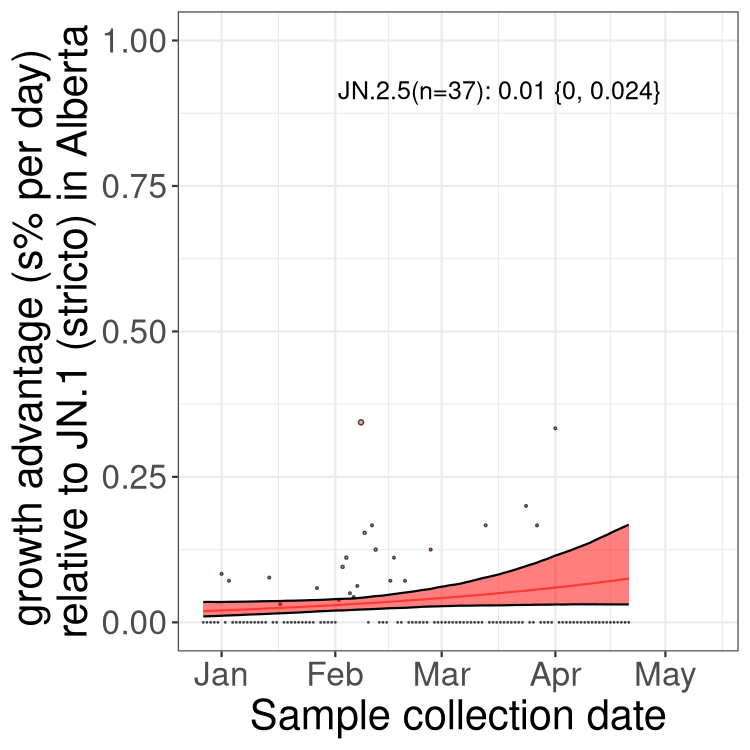 growth advantage (s% per day)
relative to JN.1 (stricto) in Alberta
1.00
0.75
0.50
0.25
0.00
JN.2.5(n=37): 0.01 {0, 0.024}
Jan Feb Mar Apr May
Sample collection date